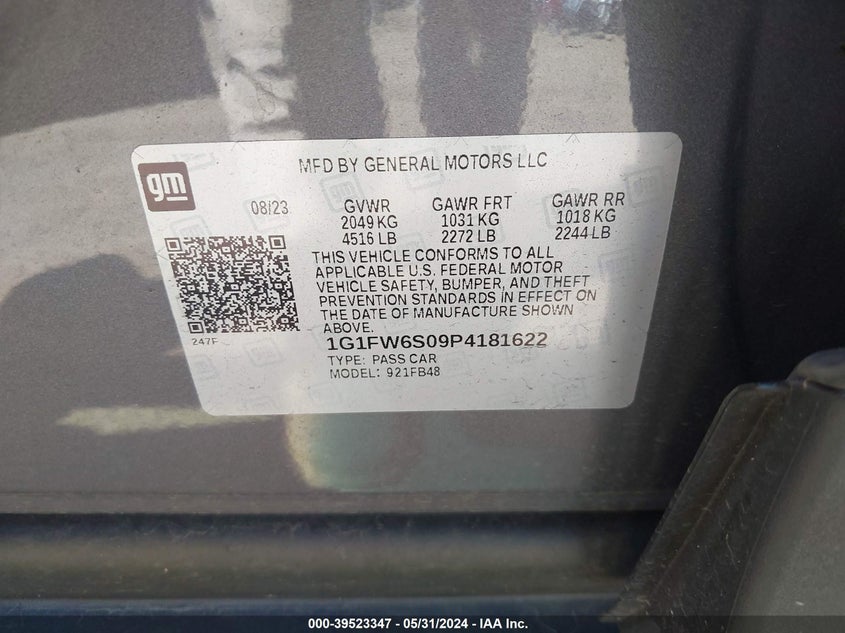 MFD BY GENERAL MOTORS LLC
gm
08/23 GVWR GAWR FRT GAWR RR
2049 KG 1031 KG 1018 KG
4516 LB 2272 LB 2244 LB
THIS VEHICLE CONFORMS TO ALL
APPLICABLE U.S. FEDERAL MOTOR
VEHICLE SAFETY, BUMPER, AND THEFT
PREVENTION STANDARDS IN EFFECT ON
THE DATE OF MANUFACTURE SHOWN
ABOVE.
247F
1G1FW6S09P4181622
TYPE: PASS CAR
MODEL: 921FB48
000-39523347 - 05/31/2024 - IAA Inc.